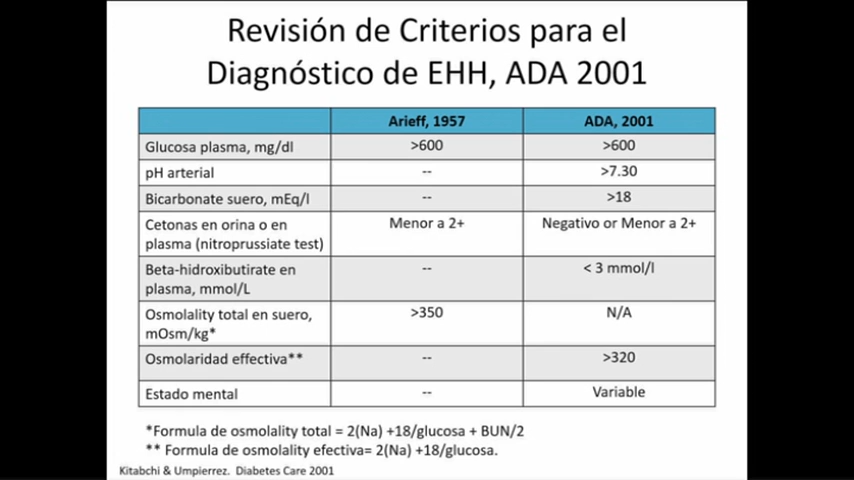 Revisión de Criterios para el
Diagnóstico de EHH, ADA 2001
Arieff, 1957 ADA, 2001
Glucosa plasma, mg/dl >600 >600
pH arterial -- >7.30
Bicarbonate suero, mEq/l -- >18
Cetonas en orina o en Menor a 2+ Negativo or Menor a 2+
plasma (nitroprussiate test)
Beta-hidroxibutirate en -- < 3 mmol/l
plasma, mmol/L
Osmolality total en suero, >350 N/A
mOsm/kg*
Osmolaridad effectiva** -- >320
Estado mental -- Variable
*Formula de osmolality total = 2(Na) +18/glucosa + BUN/2
** Formula de osmolality efectiva= 2(Na) +18/glucosa.
Kitabchi & Umpierrez. Diabetes Care 2001